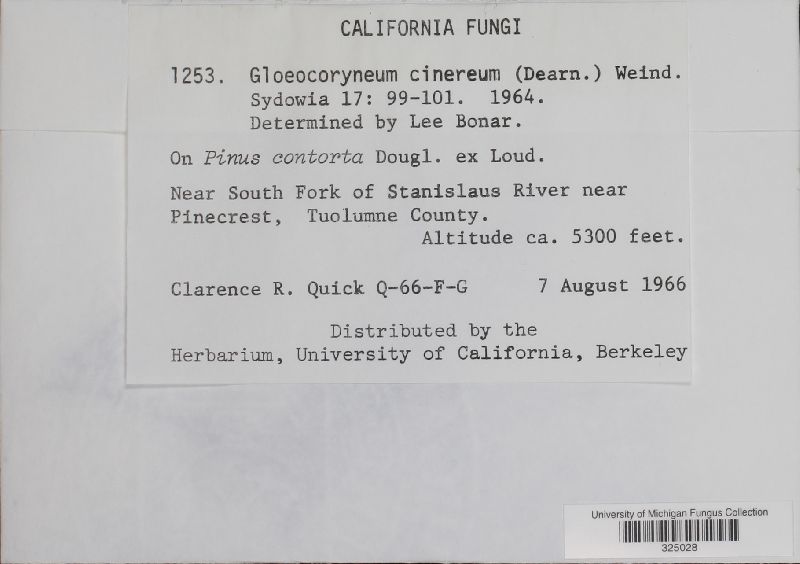 CALIFORNIA FUNGI
1253. Gloeocoryneum cinereum (Dearn.) Weind.
Sydowia 17: 99-101. 1964.
Determined by Lee Bonar.
On Pinus contorta Dougl. ex Loud.
Near South Fork of Stanislaus River near
Pinecrest, Tuolumne County.
Altitude ca. 5300 feet.
Clarence R. Quick Q-66-F-G 7 August 1966
Distributed by the
Herbarium, University of California, Berkeley
University of Michigan Fungus Collection
325028